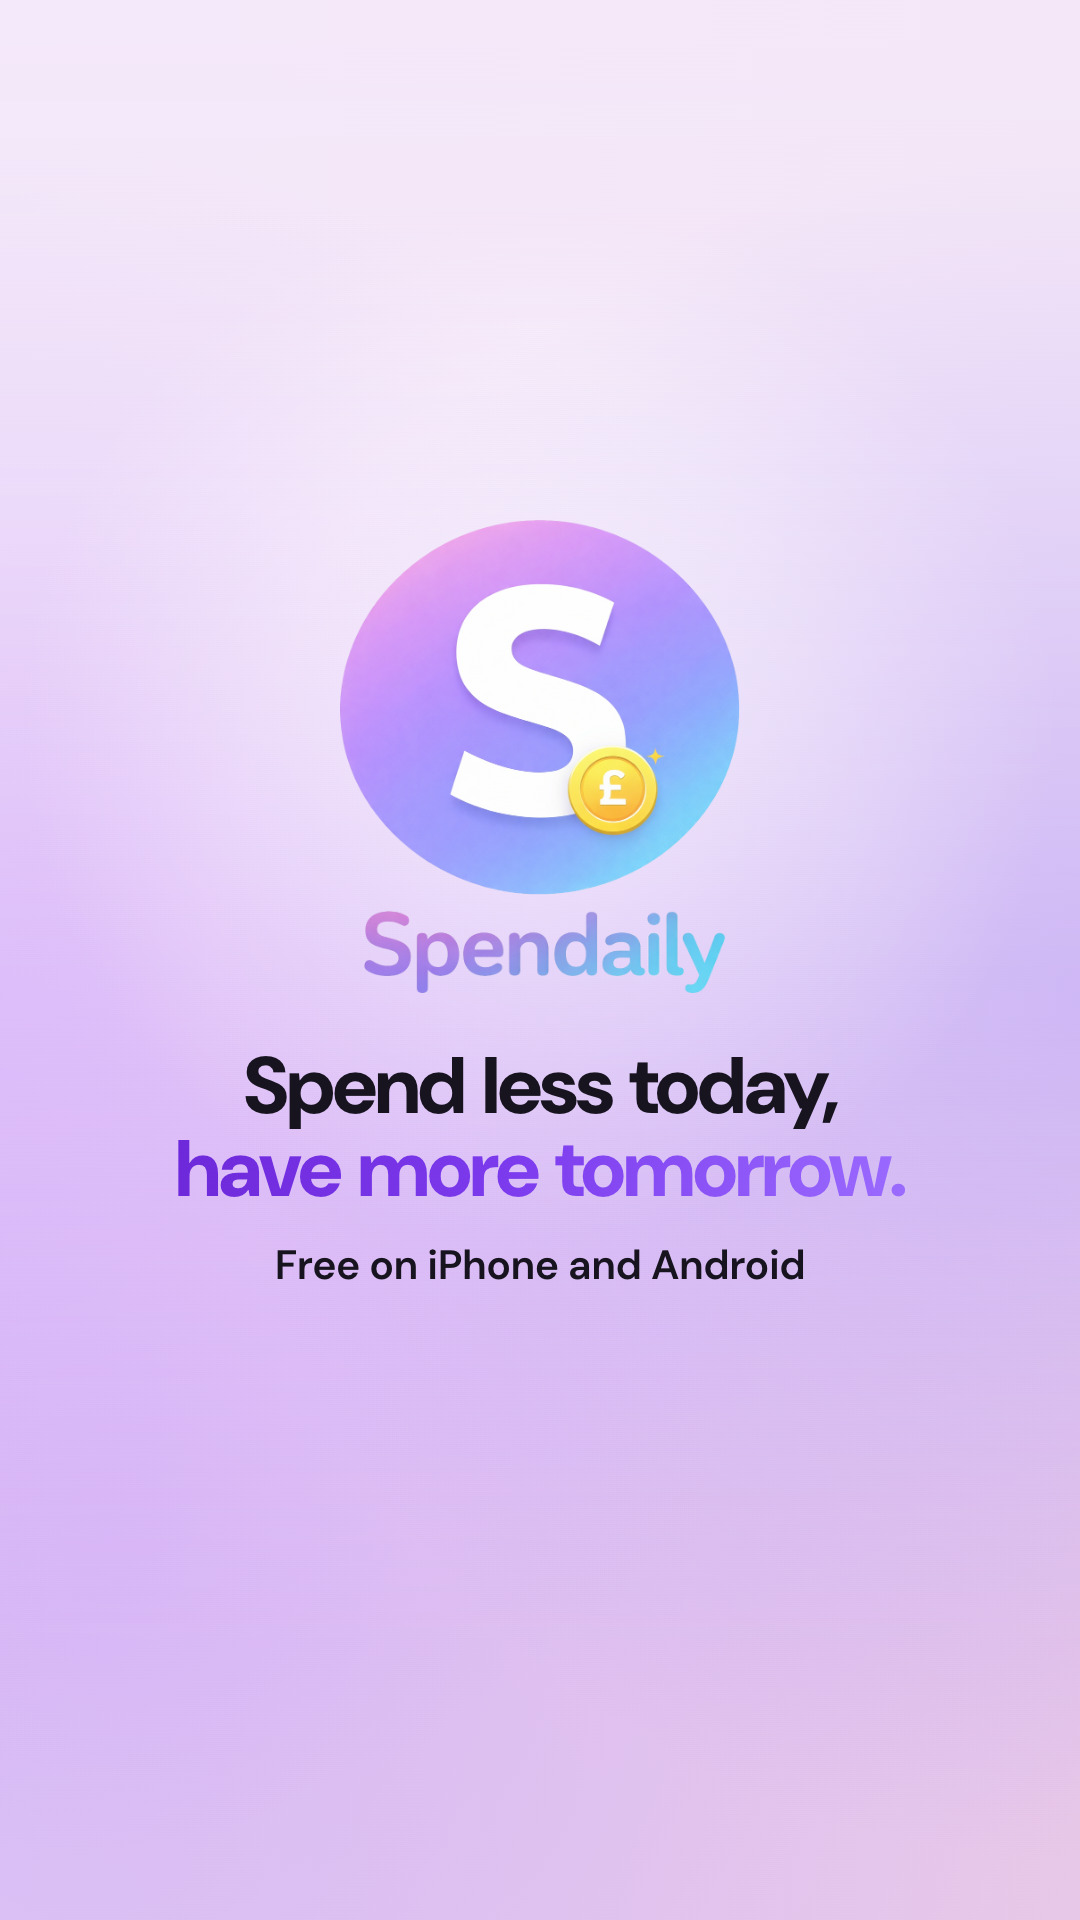 S
£
Spendaily
Spend less today,
have more tomorrow.
Free on iPhone and Android